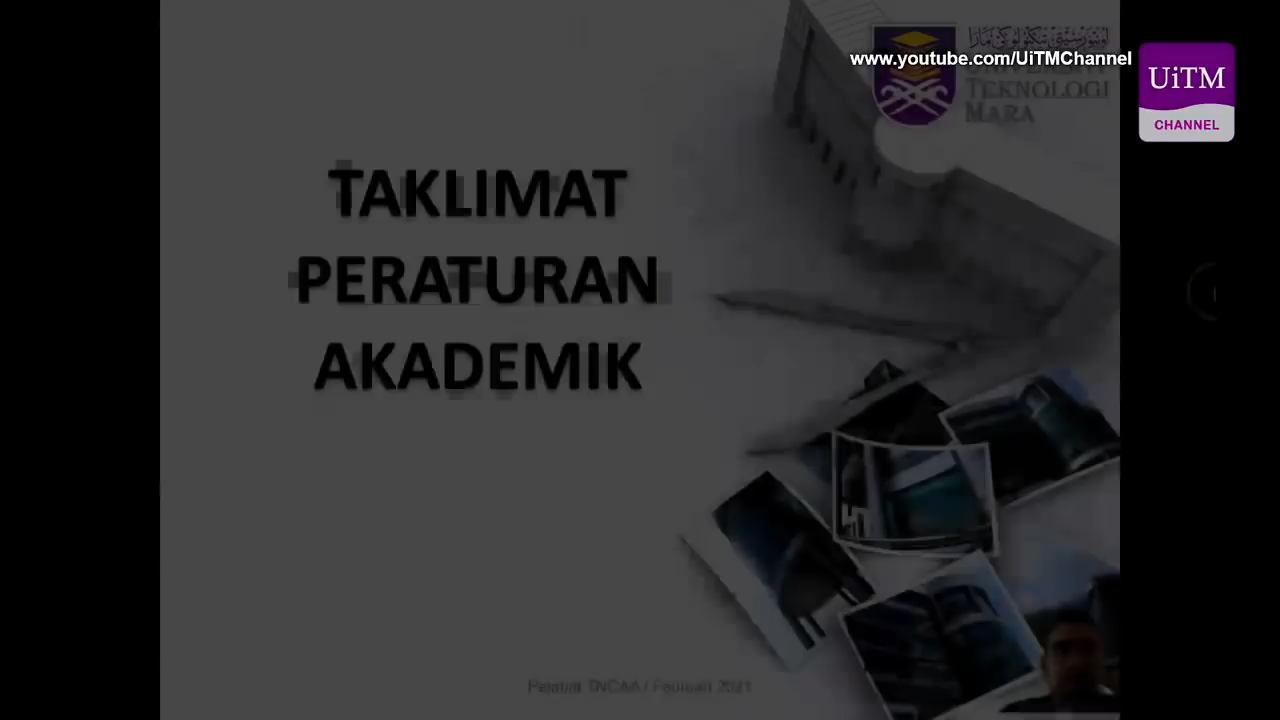 www.youtube.com/UiTMChannel
UiTM
CHANNEL
UNIVERSITI
TEKNOLOGI
MARA
TAKLIMAT
PERATURAN
AKADEMIK